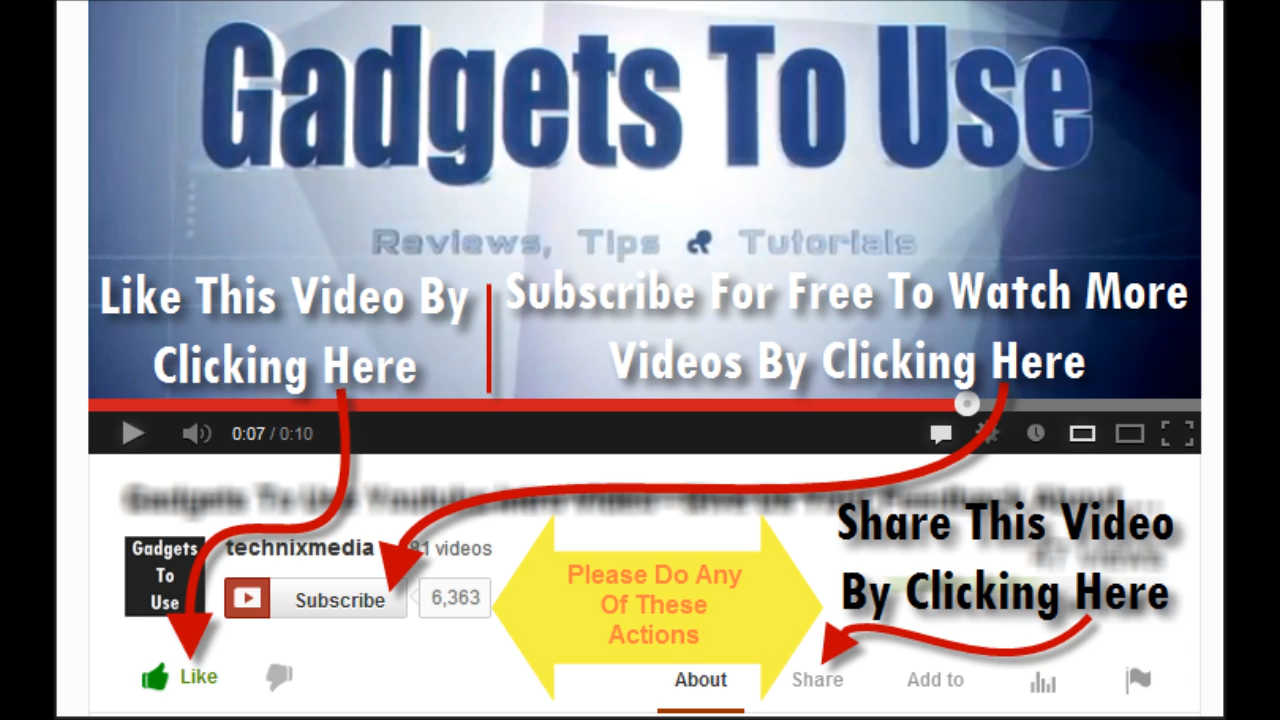 Gadgets To Use
Reviews, Tips & Tutorials
Like This Video By
Clicking Here
Subscribe For Free To Watch More
Videos By Clicking Here
0:07 / 0:10
Share This Video
By Clicking Here
Gadgets
To
Use
technixmedia
81 videos
Subscribe
6,363
Please Do Any
Of These
Actions
Like
About
Share
Add to